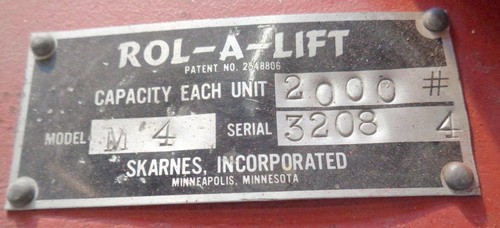 ROL-A-LIFT
PATENT NO. 2548806
CAPACITY EACH UNIT 2000 #
MODEL M 4 SERIAL 3208 4
SKARNES, INCORPORATED
MINNEAPOLIS, MINNESOTA